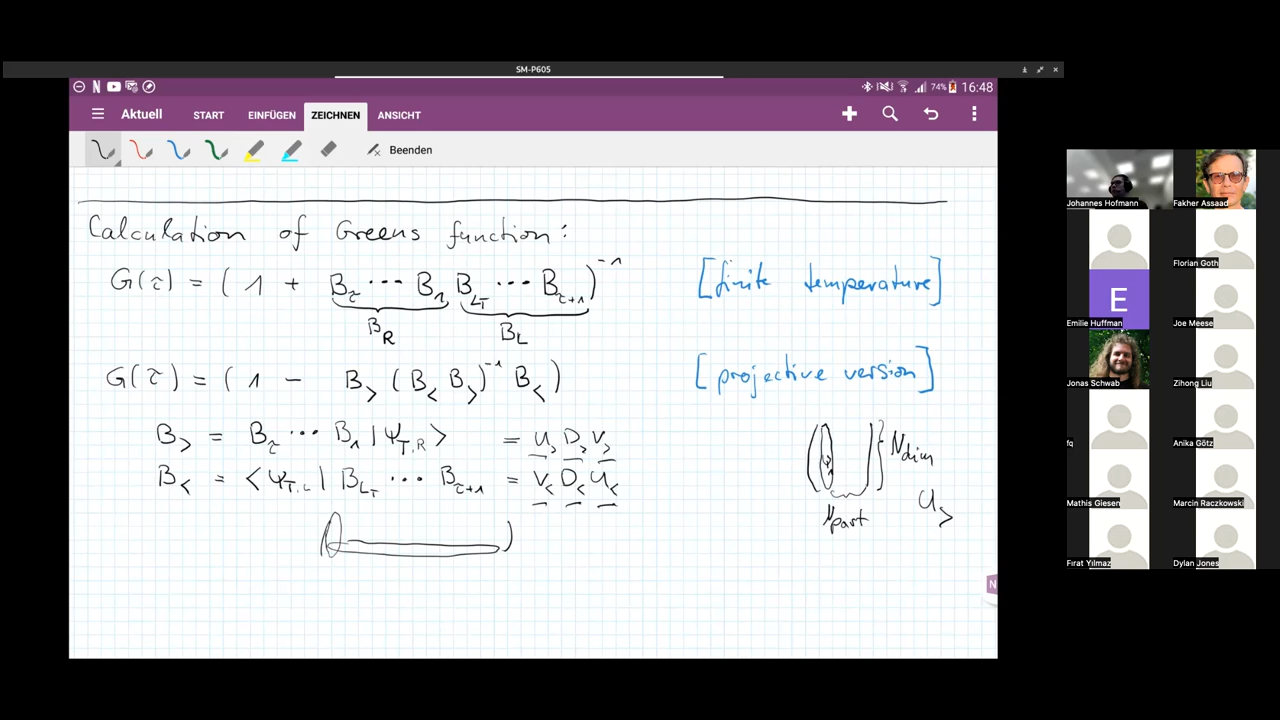 SM-P605
74% 16:48
Aktuell START EINFÜGEN ZEICHNEN ANSICHT
Beenden
Calculation of Greens function:
G(τ) = ( 1 + B_τ ⋯ B_1 B_{L_T} ⋯ B_{τ+1} )^{-1} [finite temperature]
B_R B_L
G(τ) = ( 1 − B_> ( B_< B_> )^{-1} B_< ) [projective version]
B_> = B_τ ⋯ B_1 | Ψ_{T,R} > = U_> D_> V_>
B_< = < Ψ_{T,L} | B_{L_T} ⋯ B_{τ+1} = V_< D_< U_<
N_dim
N_part
U_>
N
Johannes Hofmann
Fakher Assaad
Florian Goth
E
Emilie Huffman
Joe Meese
Jonas Schwab
Zihong Liu
fq
Anika Götz
Mathis Giesen
Marcin Raczkowski
Firat Yılmaz
Dylan Jones